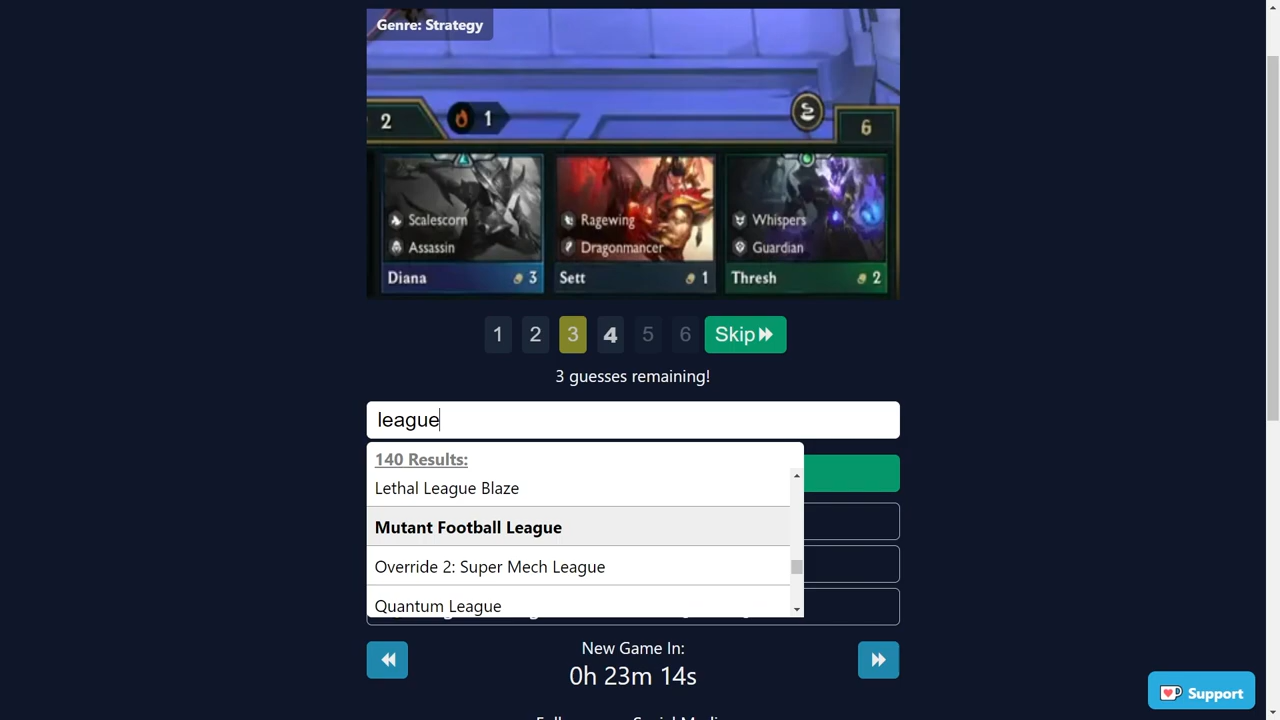 Genre: Strategy
2
1
6
Scalescorn
Assassin
Diana 3
Ragewing
Dragonmancer
Sett 1
Whispers
Guardian
Thresh 2
1 2 3 4 5 6 Skip
3 guesses remaining!
league
140 Results:
Lethal League Blaze
Mutant Football League
Override 2: Super Mech League
Quantum League
New Game In:
0h 23m 14s
Support